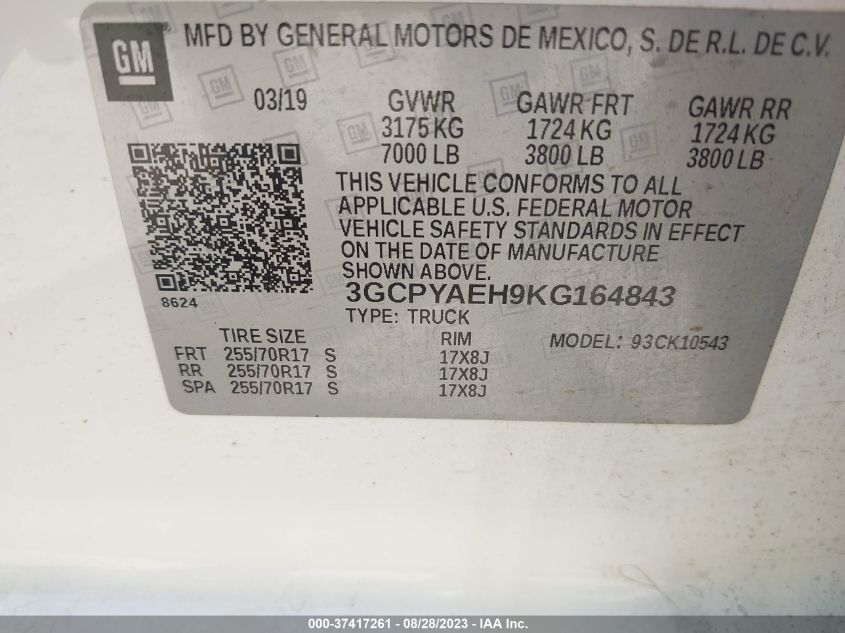 GM MFD BY GENERAL MOTORS DE MEXICO, S. DE R.L. DE C.V.
03/19 GVWR GAWR FRT GAWR RR
3175 KG 1724 KG 1724 KG
7000 LB 3800 LB 3800 LB
THIS VEHICLE CONFORMS TO ALL
APPLICABLE U.S. FEDERAL MOTOR
VEHICLE SAFETY STANDARDS IN EFFECT
ON THE DATE OF MANUFACTURE
SHOWN ABOVE.
8624
3GCPYAEH9KG164843
TYPE: TRUCK
TIRE SIZE RIM MODEL: 93CK10543
FRT 255/70R17 S 17X8J
RR 255/70R17 S 17X8J
SPA 255/70R17 S 17X8J
000-37417261 - 08/28/2023 - IAA Inc.